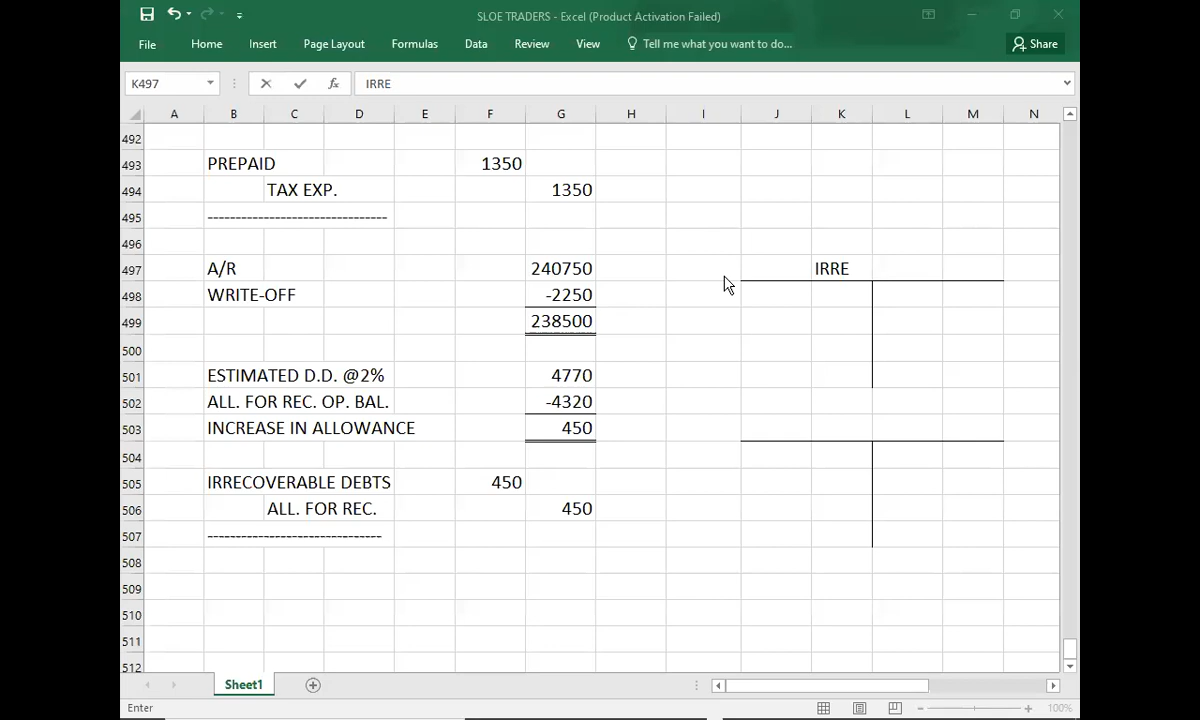 SLOE TRADERS - Excel (Product Activation Failed)
File Home Insert Page Layout Formulas Data Review View Tell me what you want to do... Share
K497 fx IRRE
A B C D E F G H I J K L M N
492
493 PREPAID 1350
494 TAX EXP. 1350
495 --------------------------------
496
497 A/R 240750 IRRE
498 WRITE-OFF -2250
499 238500
500
501 ESTIMATED D.D. @2% 4770
502 ALL. FOR REC. OP. BAL. -4320
503 INCREASE IN ALLOWANCE 450
504
505 IRRECOVERABLE DEBTS 450
506 ALL. FOR REC. 450
507 -------------------------------
508
509
510
511
512
Sheet1
Enter 100%